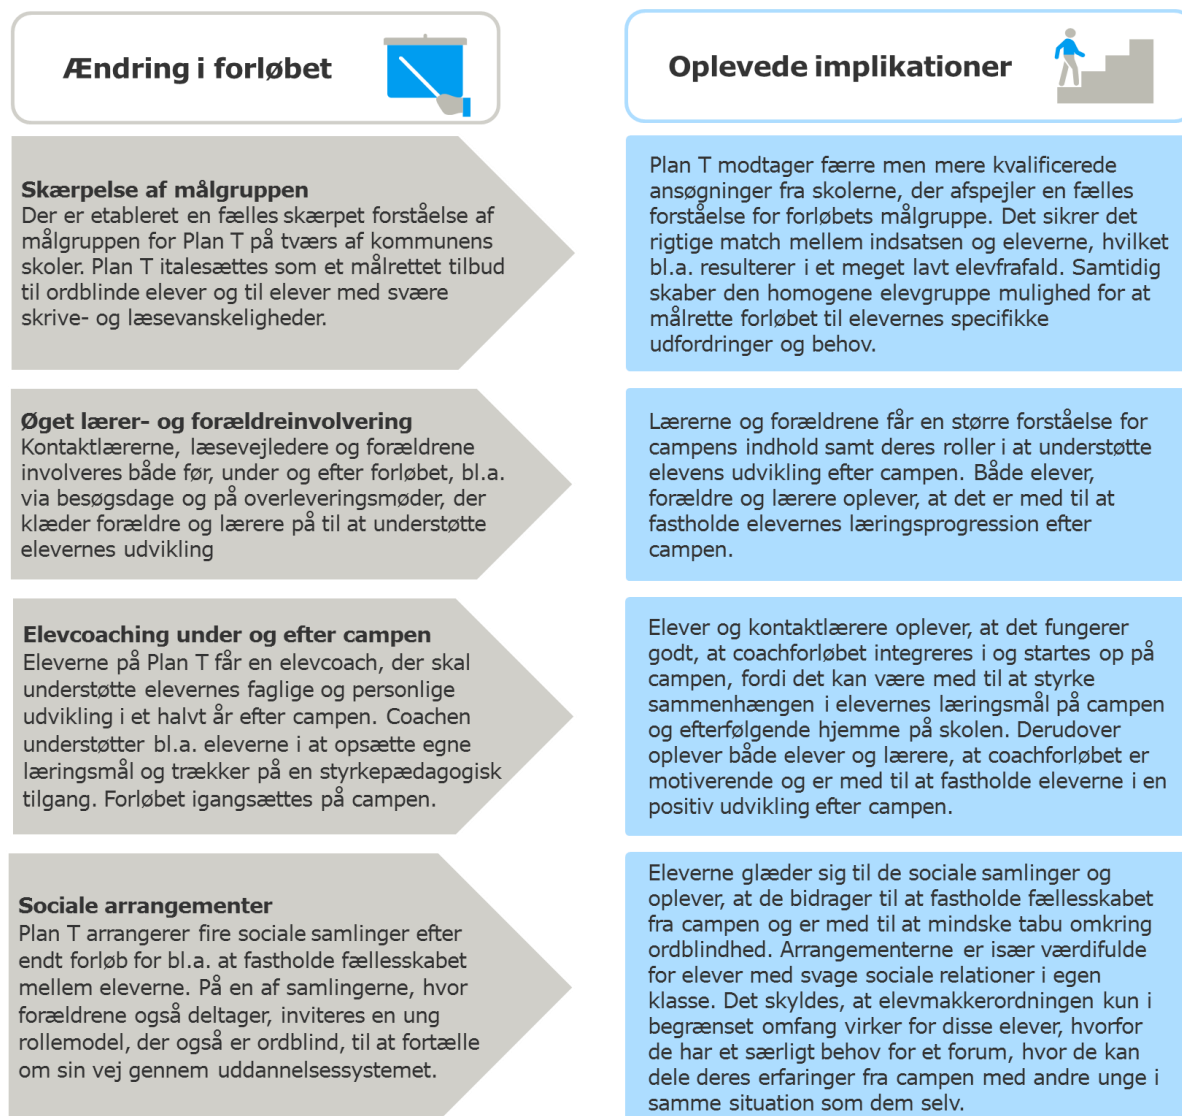 Ændring i forløbet
Oplevede implikationer
Skærpelse af målgruppen
Der er etableret en fælles skærpet forståelse af
målgruppen for Plan T på tværs af kommunens
skoler. Plan T italesættes som et målrettet tilbud
til ordblinde elever og til elever med svære
skrive- og læsevanskeligheder.
Plan T modtager færre men mere kvalificerede
ansøgninger fra skolerne, der afspejler en fælles
forståelse for forløbets målgruppe. Det sikrer det
rigtige match mellem indsatsen og eleverne, hvilket
bl.a. resulterer i et meget lavt elevfrafald. Samtidig
skaber den homogene elevgruppe mulighed for at
målrette forløbet til elevernes specifikke
udfordringer og behov.
Øget lærer- og forældreinvolvering
Kontaktlærerne, læsevejledere og forældrene
involveres både før, under og efter forløbet, bl.a.
via besøgsdage og på overleveringsmøder, der
klæder forældre og lærere på til at understøtte
elevernes udvikling
Lærerne og forældrene får en større forståelse for
campens indhold samt deres roller i at understøtte
elevens udvikling efter campen. Både elever,
forældre og lærere oplever, at det er med til at
fastholde elevernes læringsprogression efter
campen.
Elevcoaching under og efter campen
Eleverne på Plan T får en elevcoach, der skal
understøtte elevernes faglige og personlige
udvikling i et halvt år efter campen. Coachen
understøtter bl.a. eleverne i at opsætte egne
læringsmål og trækker på en styrkepædagogisk
tilgang. Forløbet igangsættes på campen.
Elever og kontaktlærere oplever, at det fungerer
godt, at coachforløbet integreres i og startes op på
campen, fordi det kan være med til at styrke
sammenhængen i elevernes læringsmål på campen
og efterfølgende hjemme på skolen. Derudover
oplever både elever og lærere, at coachforløbet er
motiverende og er med til at fastholde eleverne i en
positiv udvikling efter campen.
Sociale arrangementer
Plan T arrangerer fire sociale samlinger efter
endt forløb for bl.a. at fastholde fællesskabet
mellem eleverne. På en af samlingerne, hvor
forældrene også deltager, inviteres en ung
rollemodel, der også er ordblind, til at fortælle
om sin vej gennem uddannelsessystemet.
Eleverne glæder sig til de sociale samlinger og
oplever, at de bidrager til at fastholde fællesskabet
fra campen og er med til at mindske tabu omkring
ordblindhed. Arrangementerne er især værdifulde
for elever med svage sociale relationer i egen
klasse. Det skyldes, at elevmakkerordningen kun i
begrænset omfang virker for disse elever, hvorfor
de har et særligt behov for et forum, hvor de kan
dele deres erfaringer fra campen med andre unge i
samme situation som dem selv.